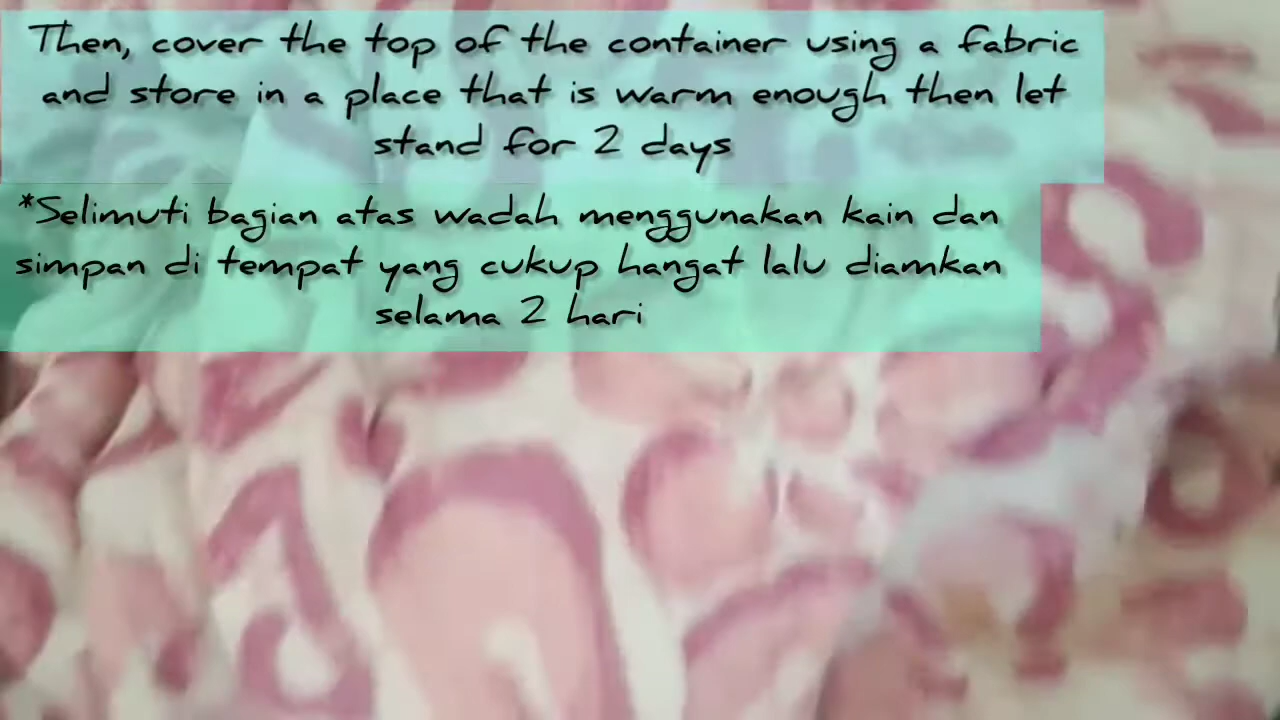 Then, cover the top of the container using a fabric
and store in a place that is warm enough then let
stand for 2 days
*Selimuti bagian atas wadah menggunakan kain dan
simpan di tempat yang cukup hangat lalu diamkan
selama 2 hari